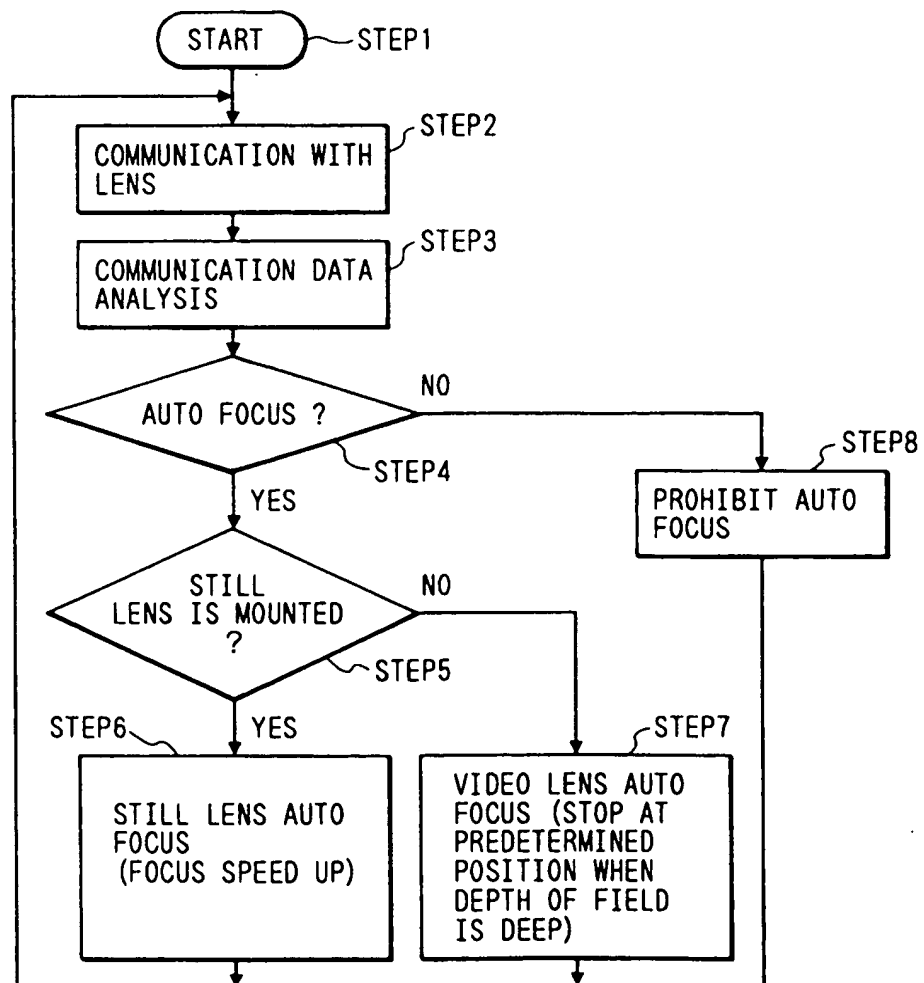 START
STEP1
STEP2
COMMUNICATION WITH
LENS
STEP3
COMMUNICATION DATA
ANALYSIS
NO
AUTO FOCUS ?
STEP4
STEP8
YES
PROHIBIT AUTO
FOCUS
STILL
LENS IS MOUNTED
?
NO
STEP5
STEP6
YES
STEP7
STILL LENS AUTO
FOCUS
(FOCUS SPEED UP)
VIDEO LENS AUTO
FOCUS (STOP AT
PREDETERMINED
POSITION WHEN
DEPTH OF FIELD
IS DEEP)